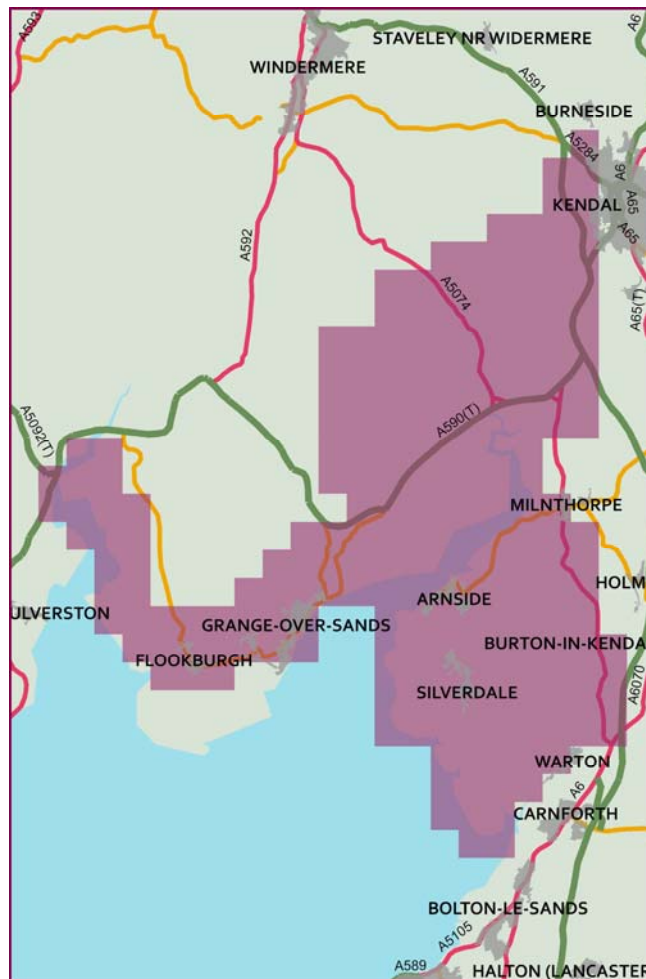 A593
A6
STAVELEY NR WIDERMERE
WINDERMERE
A591
BURNESIDE
A5284
A6
A65
KENDAL
A65
A592
A5074
A65(T)
A5092(T)
A590(T)
MILNTHORPE
HOLM
ARNSIDE
ULVERSTON
GRANGE-OVER-SANDS
BURTON-IN-KENDA
FLOOKBURGH
SILVERDALE
A6070
WARTON
A6
CARNFORTH
BOLTON-LE-SANDS
A5105
A589
HALTON (LANCASTER